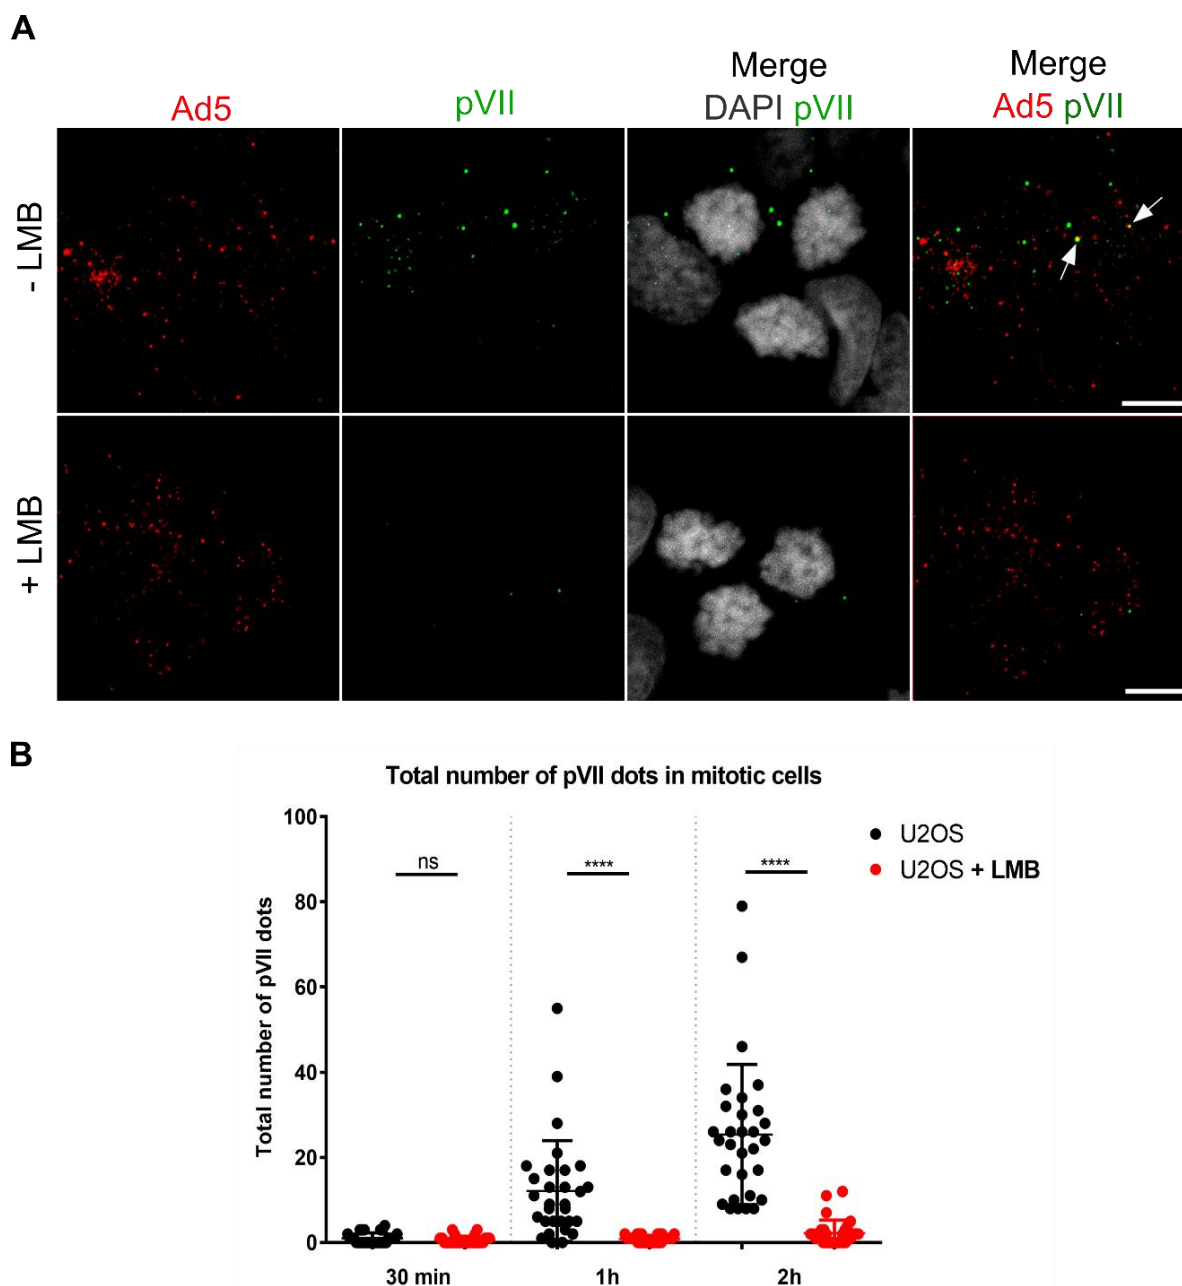 A
Ad5
pVII
Merge
DAPI pVII
Merge
Ad5 pVII
- LMB
+ LMB
B
Total number of pVII dots in mitotic cells
Total number of pVII dots
100
80
60
40
20
0
ns
****
****
U2OS
U2OS + LMB
30 min
1h
2h